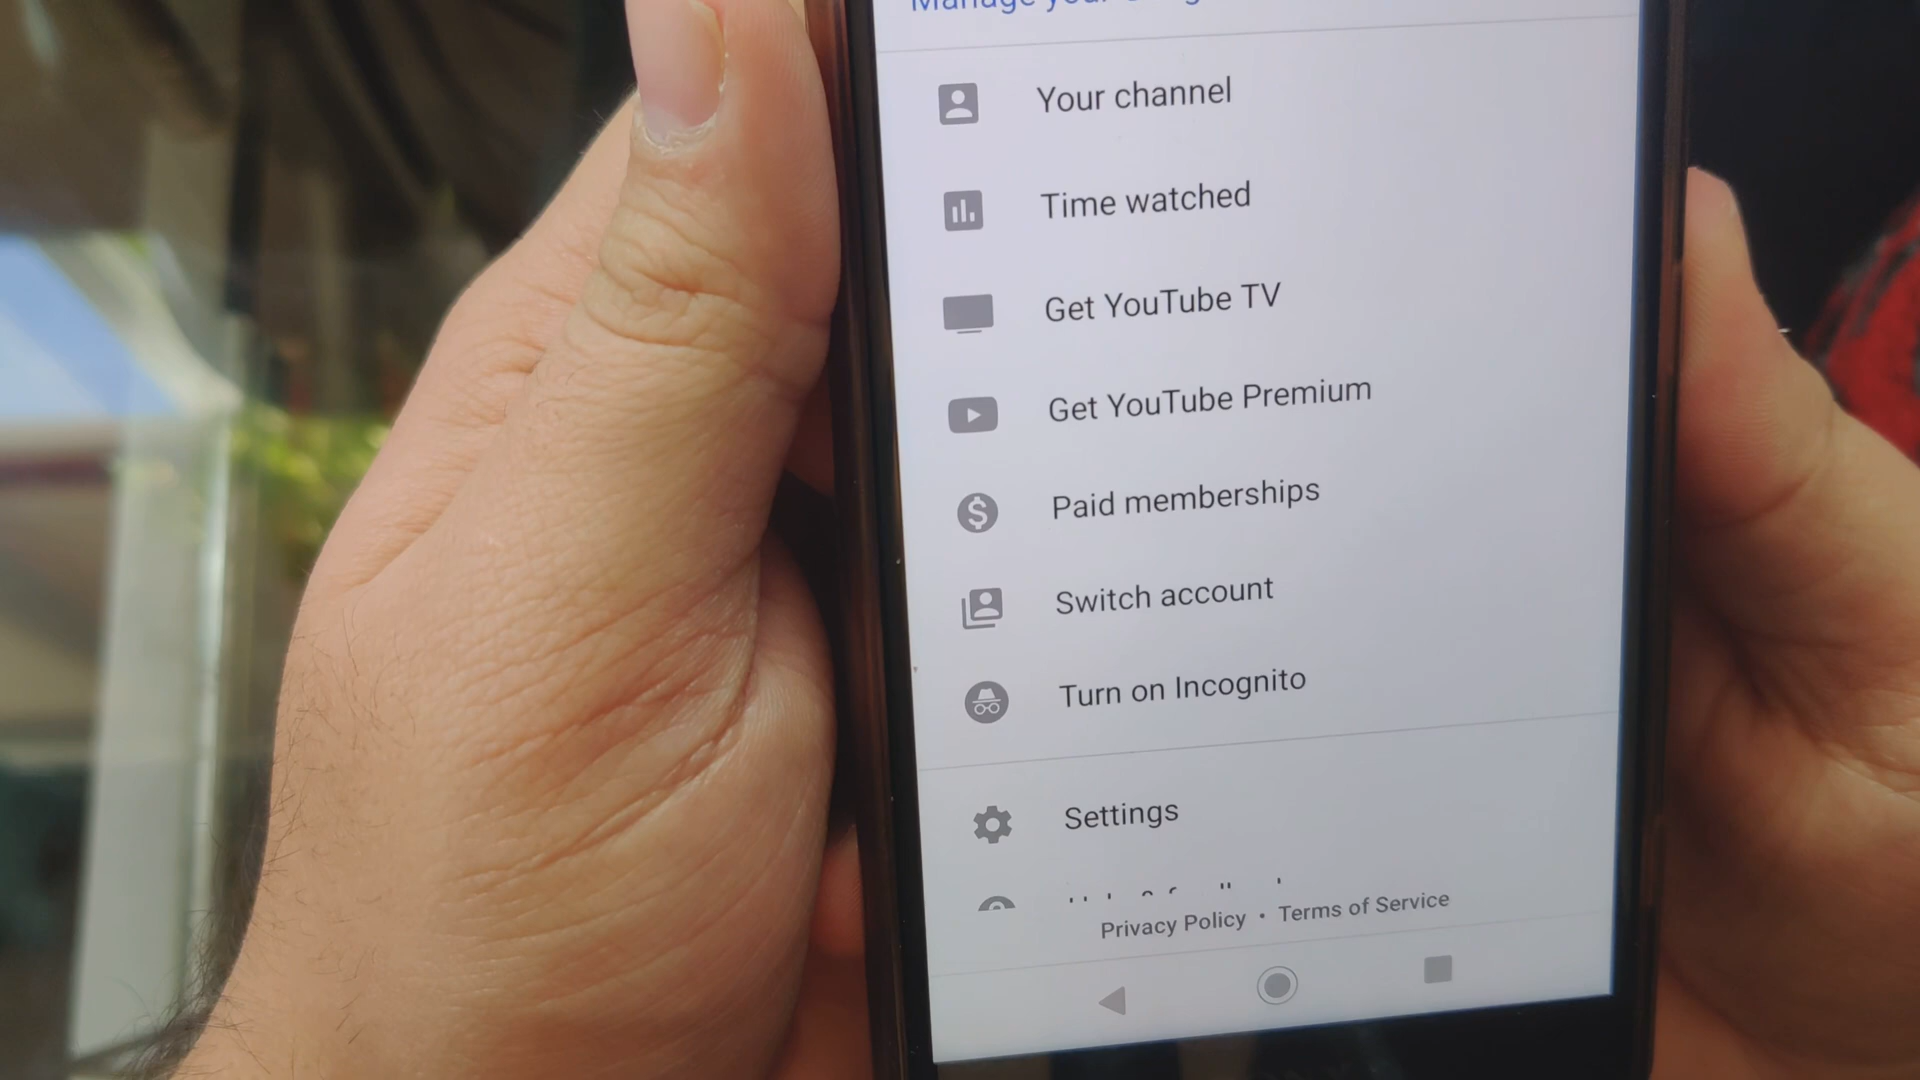 Manage your
Your channel
Time watched
Get YouTube TV
Get YouTube Premium
Paid memberships
Switch account
Turn on Incognito
Settings
Privacy Policy • Terms of Service